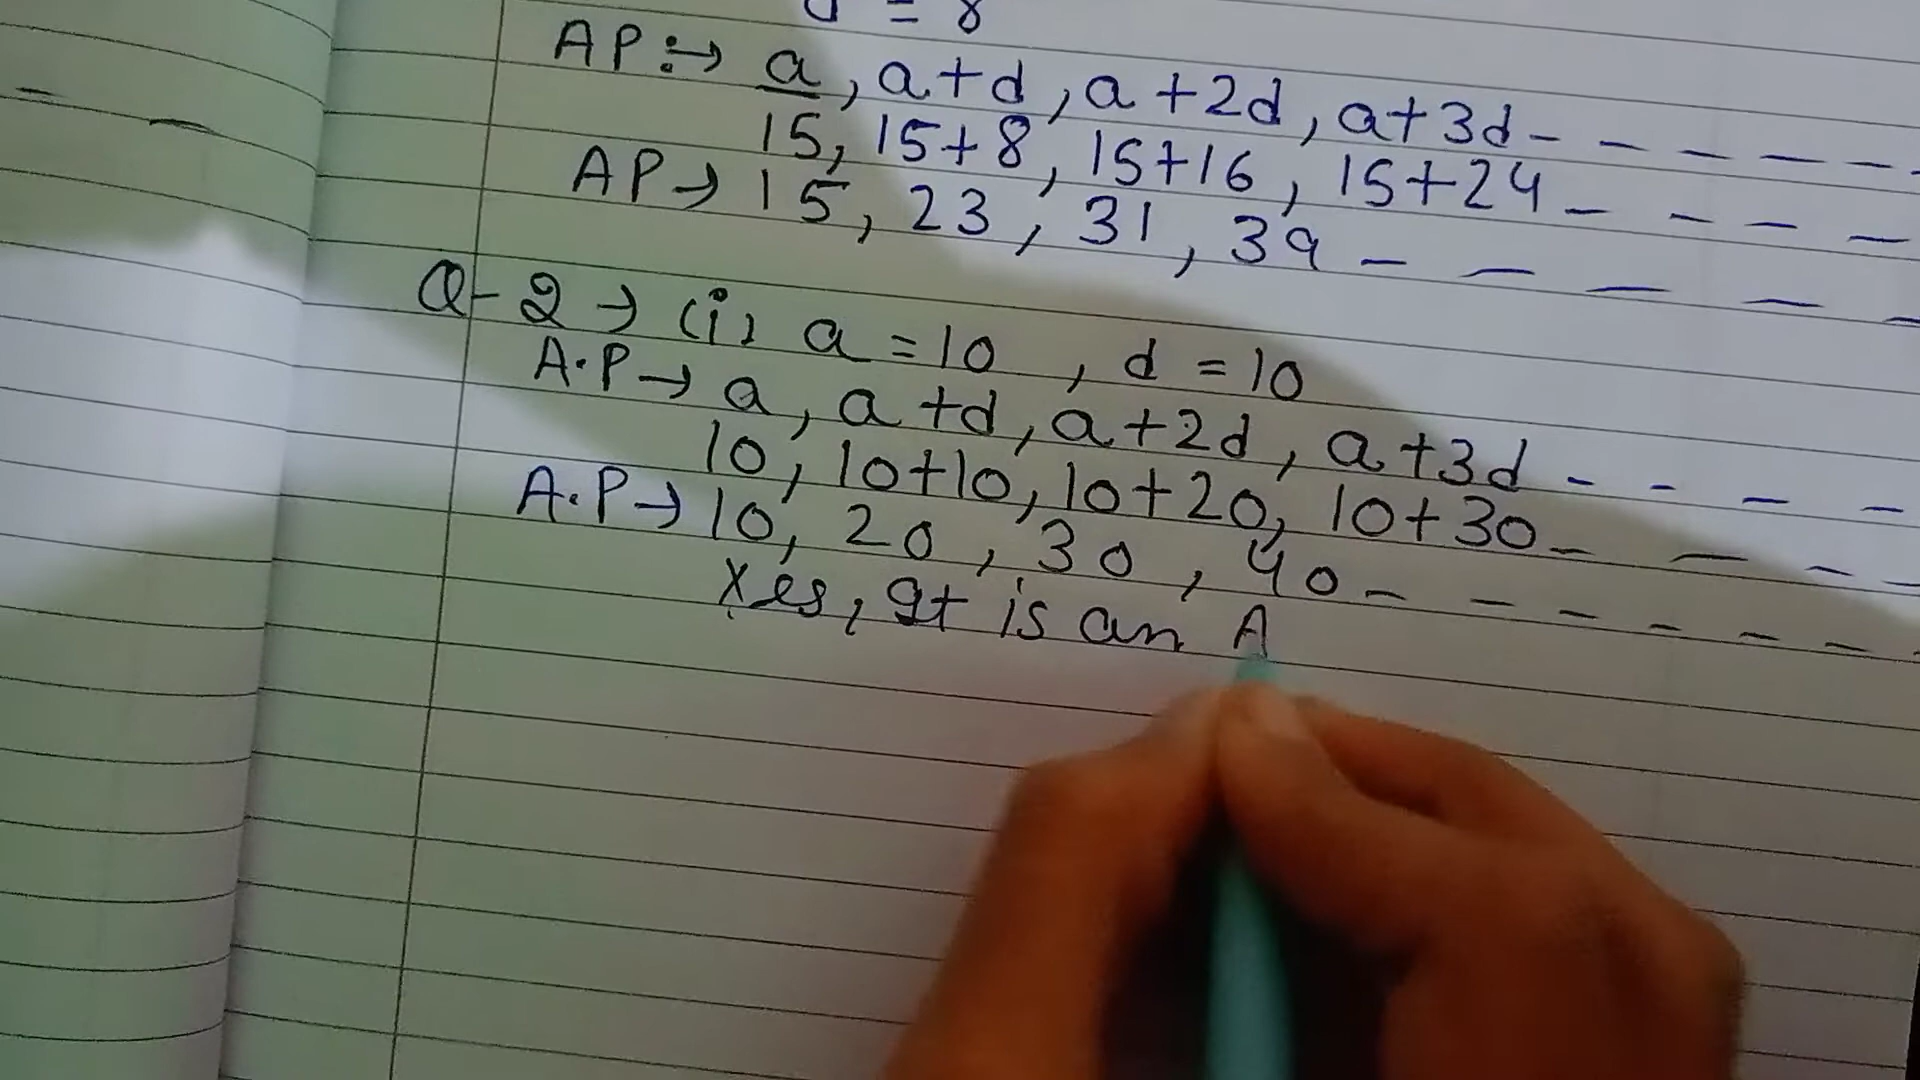 d = 8
AP :→ a, a+d, a+2d, a+3d- - - - - -
15, 15+8, 15+16, 15+24 - - - -
AP → 15, 23, 31, 39 - - - - -
Q-2 → (i) a = 10, d = 10
A.P → a, a+d, a+2d, a+3d - - - -
10, 10+10, 10+20, 10+30 - - - -
A.P → 10, 20, 30, 40 - - - - - -
Yes, It is an A